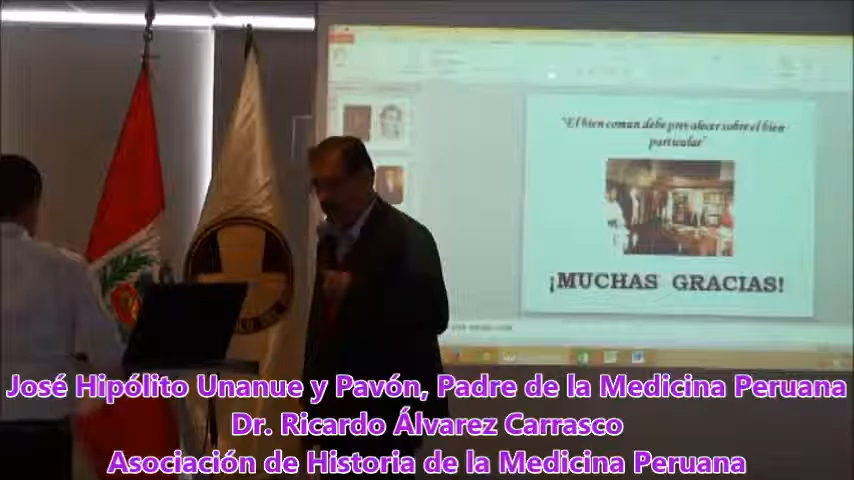 "El bien comun debe prevalecer sobre el bien
particular"
¡MUCHAS GRACIAS!
José Hipólito Unanue y Pavón, Padre de la Medicina Peruana
Dr. Ricardo Álvarez Carrasco
Asociación de Historia de la Medicina Peruana